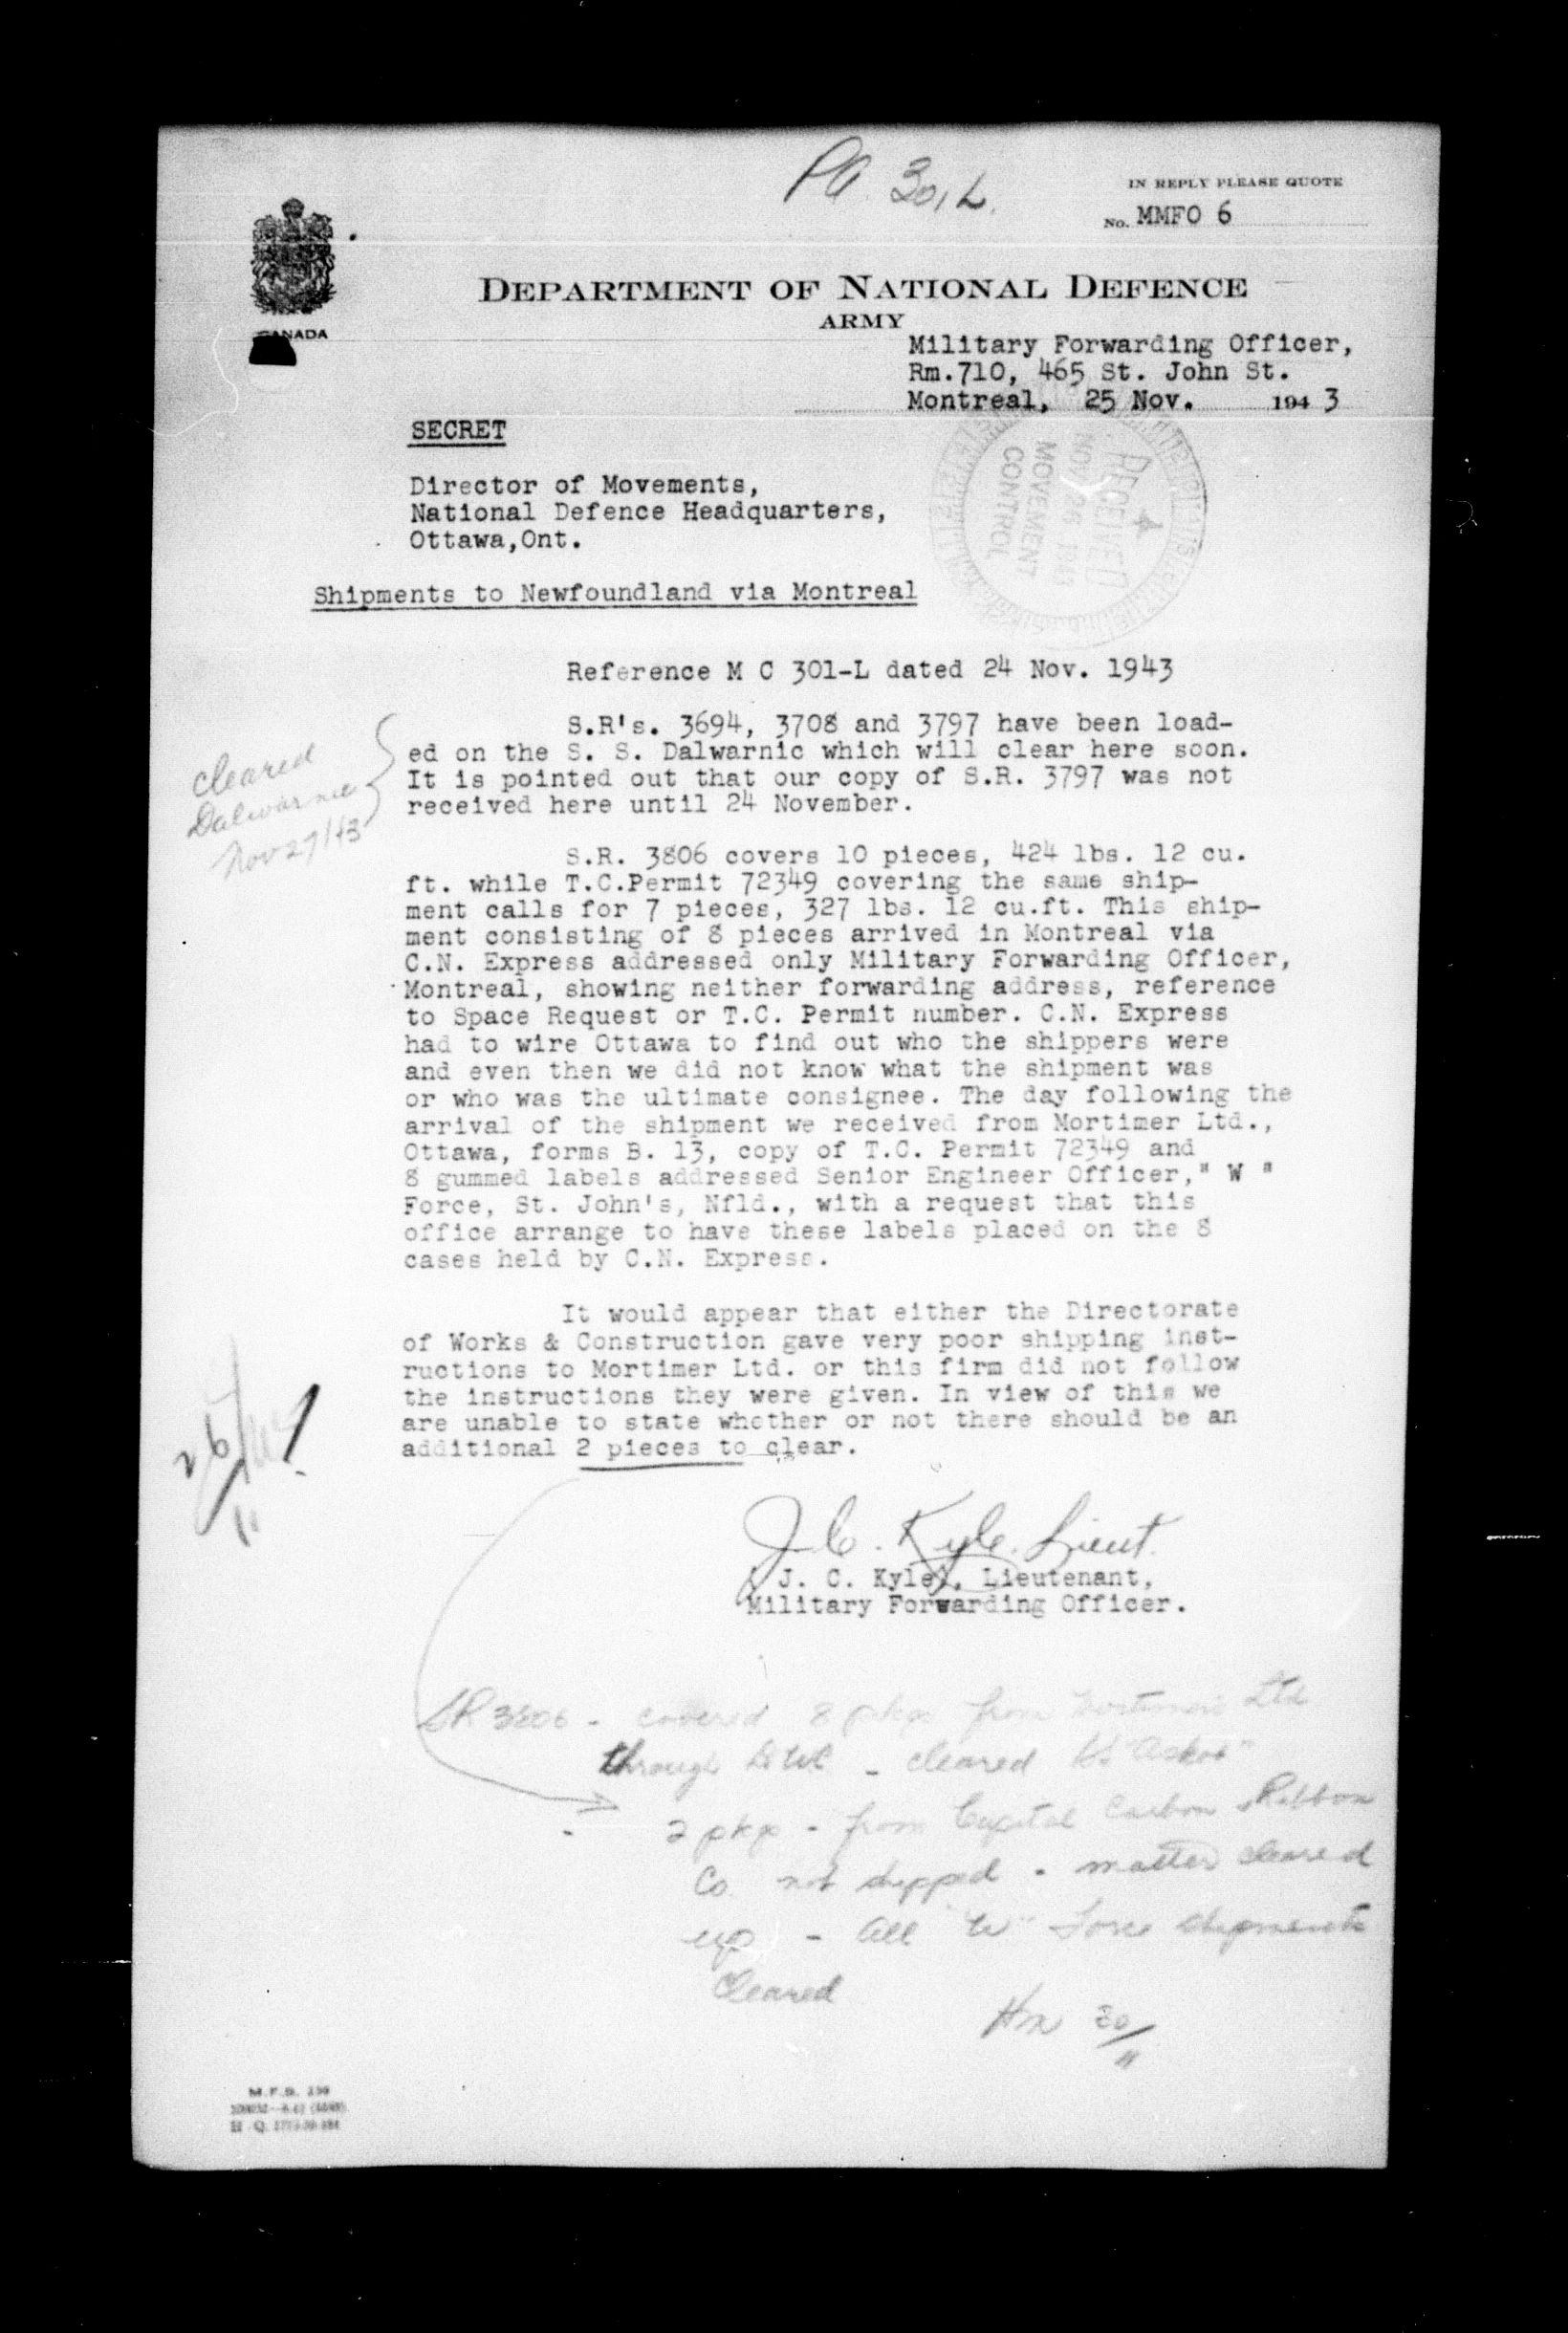 PA. 301L.
IN REPLY PLEASE QUOTE
No. MMFO 6
CANADA
DEPARTMENT OF NATIONAL DEFENCE
ARMY
Military Forwarding Officer,
Rm.710, 465 St. John St.
Montreal, 25 Nov. 194 3
SECRET
RECEIVED
NOV 26 1943
MOVEMENT
CONTROL
Director of Movements,
National Defence Headquarters,
Ottawa,Ont.
Shipments to Newfoundland via Montreal
Reference M C 301-L dated 24 Nov. 1943
S.R's. 3694, 3708 and 3797 have been load-
ed on the S. S. Dalwarnic which will clear here soon.
It is pointed out that our copy of S.R. 3797 was not
received here until 24 November.
cleared
Dalwarnic
Nov 27/43
S.R. 3806 covers 10 pieces, 424 lbs. 12 cu.
ft. while T.C.Permit 72349 covering the same ship-
ment calls for 7 pieces, 327 lbs. 12 cu.ft. This ship-
ment consisting of 8 pieces arrived in Montreal via
C.N. Express addressed only Military Forwarding Officer,
Montreal, showing neither forwarding address, reference
to Space Request or T.C. Permit number. C.N. Express
had to wire Ottawa to find out who the shippers were
and even then we did not know what the shipment was
or who was the ultimate consignee. The day following the
arrival of the shipment we received from Mortimer Ltd.,
Ottawa, forms B. 13, copy of T.C. Permit 72349 and
8 gummed labels addressed Senior Engineer Officer," W "
Force, St. John's, Nfld., with a request that this
office arrange to have these labels placed on the 8
cases held by C.N. Express.
It would appear that either the Directorate
of Works & Construction gave very poor shipping inst-
ructions to Mortimer Ltd. or this firm did not follow
the instructions they were given. In view of this we
are unable to state whether or not there should be an
additional 2 pieces to clear.
26/11
J.C. Kyle. Lieut.
( J. C. Kyle), Lieutenant,
Military Forwarding Officer.
SR 3806 - covered 8 pkgs from Mortimer Ltd
through DWC - cleared
2 pkgs - from Capital Carbon & Ribbon
Co not shipped - matter cleared
up - All "W" Force shipments
cleared
30/11
M.F.B. 156
H. Q.